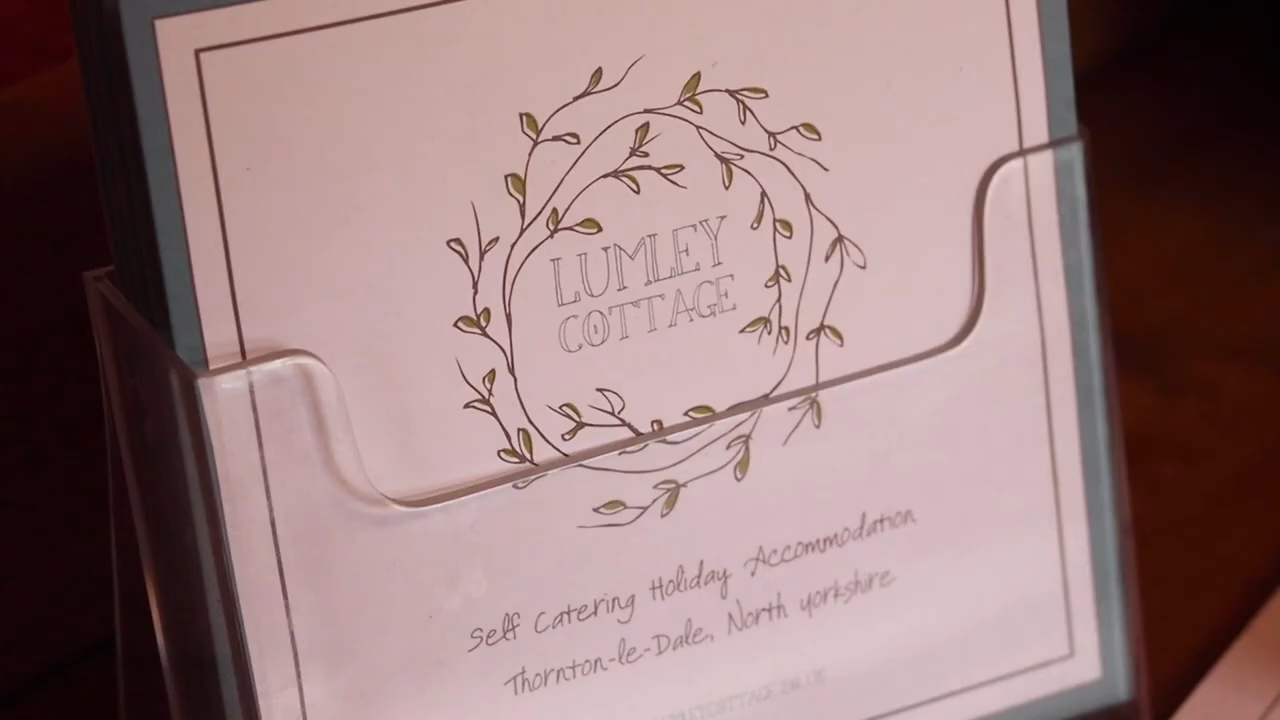 LUMLEY
COTTAGE
Self Catering Holiday Accommodation
Thornton-le-Dale, North yorkshire